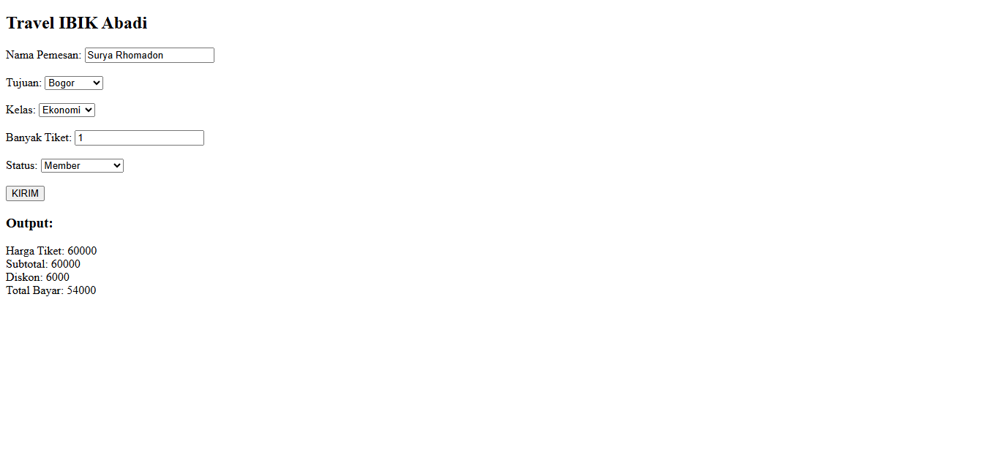 Travel IBIK Abadi
Nama Pemesan: Surya Rhomadon
Tujuan: Bogor
Kelas: Ekonomi
Banyak Tiket: 1
Status: Member
KIRIM
Output:
Harga Tiket: 60000
Subtotal: 60000
Diskon: 6000
Total Bayar: 54000